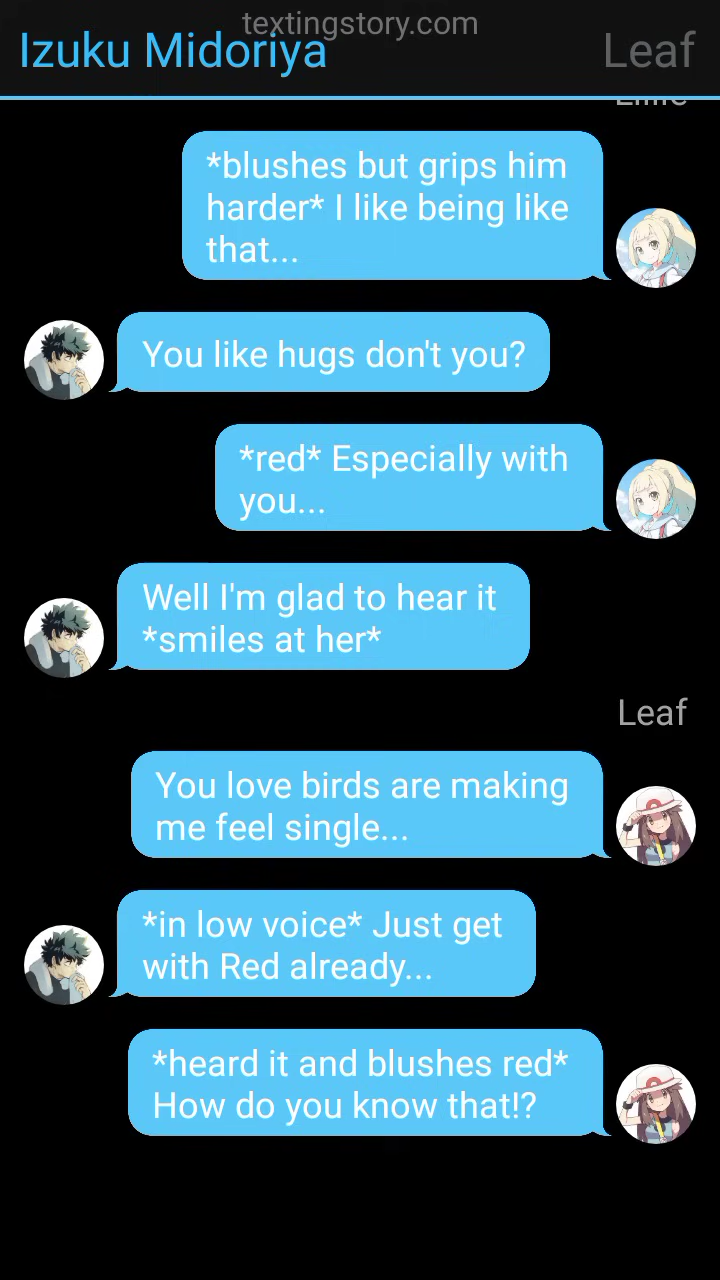 textingstory.com
Izuku Midoriya
Leaf
*blushes but grips him
harder* I like being like
that...
You like hugs don't you?
*red* Especially with
you...
Well I'm glad to hear it
*smiles at her*
Leaf
You love birds are making
me feel single...
*in low voice* Just get
with Red already...
*heard it and blushes red*
How do you know that!?